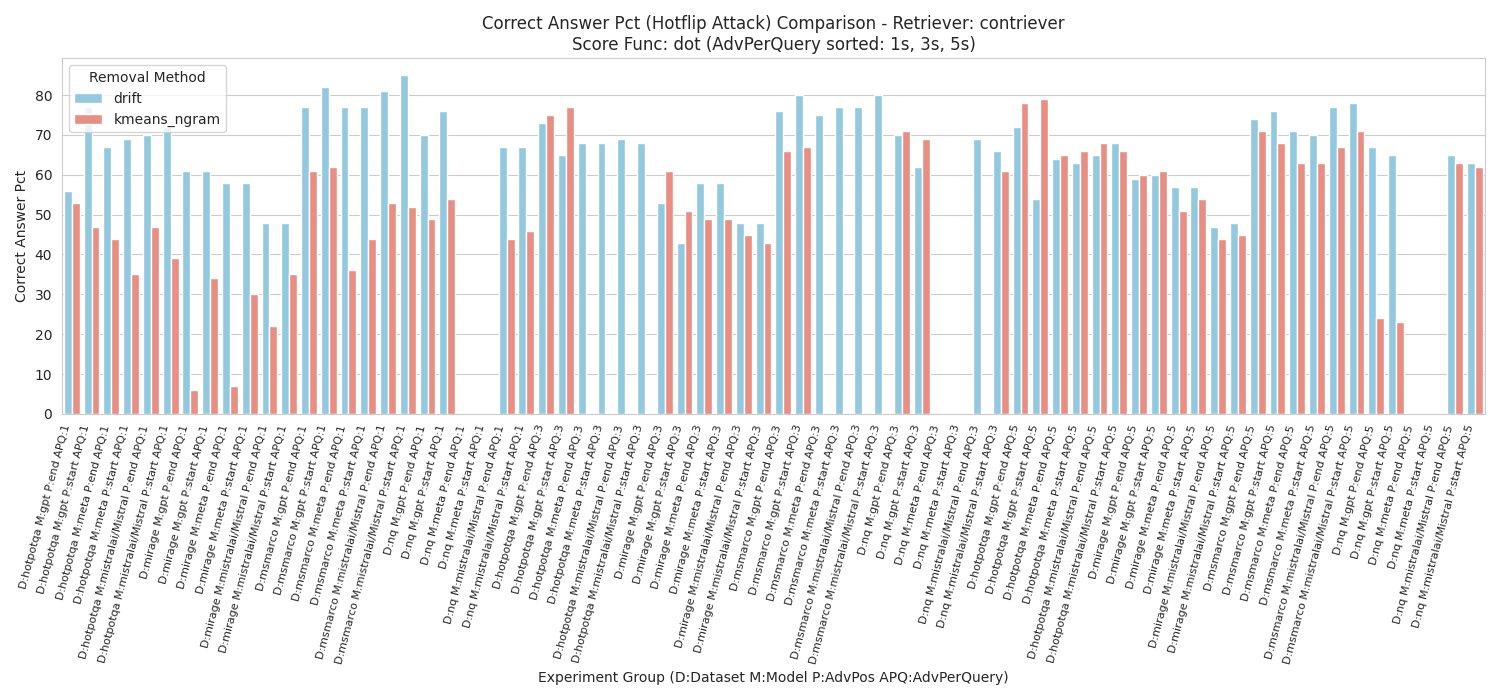 Correct Answer Pct (Hotflip Attack) Comparison - Retriever: contriever
Score Func: dot (AdvPerQuery sorted: 1s, 3s, 5s)
Removal Method
drift
kmeans_ngram
Correct Answer Pct
80
70
60
50
40
30
20
10
0
D:hotpotqa M:gpt P:end APQ:1
D:hotpotqa M:gpt P:start APQ:1
D:hotpotqa M:meta P:end APQ:1
D:hotpotqa M:meta P:start APQ:1
D:hotpotqa M:mistralai/Mistral P:end APQ:1
D:hotpotqa M:mistralai/Mistral P:start APQ:1
D:mirage M:gpt P:end APQ:1
D:mirage M:gpt P:start APQ:1
D:mirage M:meta P:end APQ:1
D:mirage M:meta P:start APQ:1
D:mirage M:mistralai/Mistral P:end APQ:1
D:mirage M:mistralai/Mistral P:start APQ:1
D:msmarco M:gpt P:end APQ:1
D:msmarco M:gpt P:start APQ:1
D:msmarco M:meta P:end APQ:1
D:msmarco M:meta P:start APQ:1
D:msmarco M:mistralai/Mistral P:end APQ:1
D:msmarco M:mistralai/Mistral P:start APQ:1
D:nq M:gpt P:end APQ:1
D:nq M:gpt P:start APQ:1
D:nq M:meta P:end APQ:1
D:nq M:meta P:start APQ:1
D:nq M:mistralai/Mistral P:end APQ:1
D:nq M:mistralai/Mistral P:start APQ:1
D:hotpotqa M:gpt P:end APQ:3
D:hotpotqa M:gpt P:start APQ:3
D:hotpotqa M:meta P:end APQ:3
D:hotpotqa M:meta P:start APQ:3
D:hotpotqa M:mistralai/Mistral P:end APQ:3
D:hotpotqa M:mistralai/Mistral P:start APQ:3
D:mirage M:gpt P:end APQ:3
D:mirage M:gpt P:start APQ:3
D:mirage M:meta P:end APQ:3
D:mirage M:meta P:start APQ:3
D:mirage M:mistralai/Mistral P:end APQ:3
D:mirage M:mistralai/Mistral P:start APQ:3
D:msmarco M:gpt P:end APQ:3
D:msmarco M:gpt P:start APQ:3
D:msmarco M:meta P:end APQ:3
D:msmarco M:meta P:start APQ:3
D:msmarco M:mistralai/Mistral P:end APQ:3
D:msmarco M:mistralai/Mistral P:start APQ:3
D:nq M:gpt P:end APQ:3
D:nq M:gpt P:start APQ:3
D:nq M:meta P:end APQ:3
D:nq M:meta P:start APQ:3
D:nq M:mistralai/Mistral P:end APQ:3
D:nq M:mistralai/Mistral P:start APQ:3
D:hotpotqa M:gpt P:end APQ:5
D:hotpotqa M:gpt P:start APQ:5
D:hotpotqa M:meta P:end APQ:5
D:hotpotqa M:meta P:start APQ:5
D:hotpotqa M:mistralai/Mistral P:end APQ:5
D:hotpotqa M:mistralai/Mistral P:start APQ:5
D:mirage M:gpt P:end APQ:5
D:mirage M:gpt P:start APQ:5
D:mirage M:meta P:end APQ:5
D:mirage M:meta P:start APQ:5
D:mirage M:mistralai/Mistral P:end APQ:5
D:mirage M:mistralai/Mistral P:start APQ:5
D:msmarco M:gpt P:end APQ:5
D:msmarco M:gpt P:start APQ:5
D:msmarco M:meta P:end APQ:5
D:msmarco M:meta P:start APQ:5
D:msmarco M:mistralai/Mistral P:end APQ:5
D:msmarco M:mistralai/Mistral P:start APQ:5
D:nq M:gpt P:end APQ:5
D:nq M:gpt P:start APQ:5
D:nq M:meta P:end APQ:5
D:nq M:meta P:start APQ:5
D:nq M:mistralai/Mistral P:end APQ:5
D:nq M:mistralai/Mistral P:start APQ:5
Experiment Group (D:Dataset M:Model P:AdvPos APQ:AdvPerQuery)